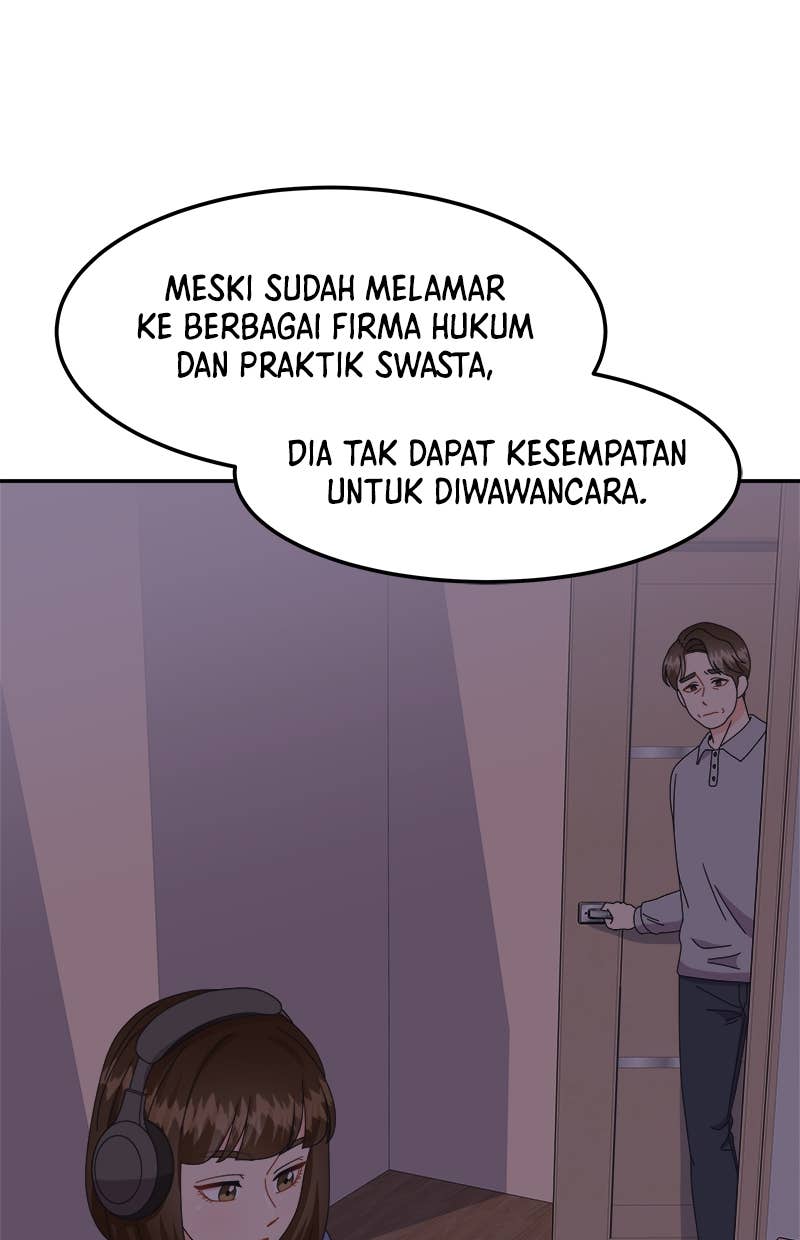 MESKI SUDAH MELAMAR
KE BERBAGAI FIRMA HUKUM
DAN PRAKTIK SWASTA,
DIA TAK DAPAT KESEMPATAN
UNTUK DIWAWANCARA.